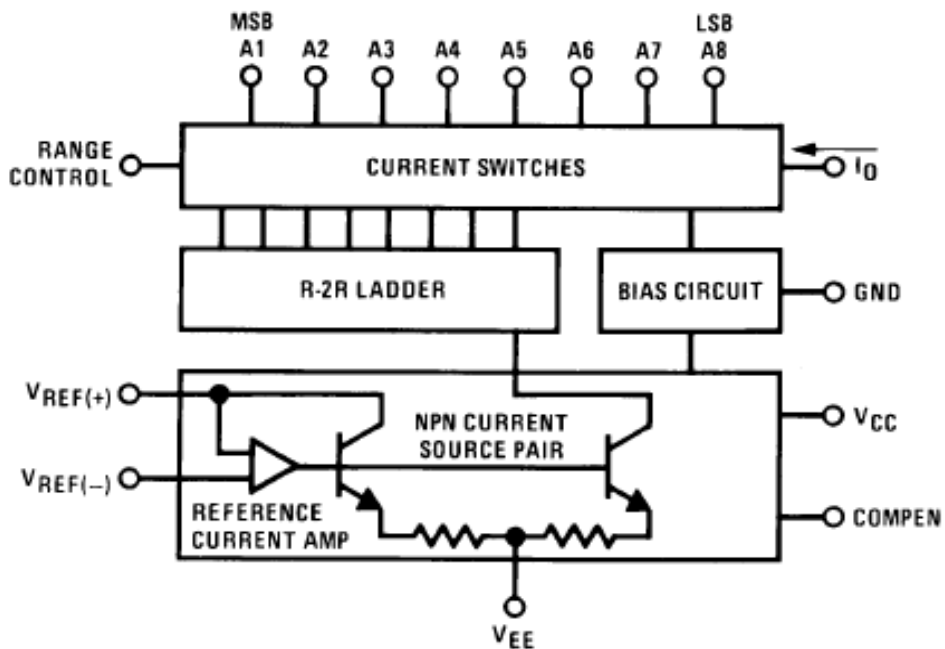 MSB
LSB
A1 A2 A3 A4 A5 A6 A7 A8
RANGE
CONTROL
CURRENT SWITCHES
I0
R-2R LADDER
BIAS CIRCUIT
GND
VREF(+)
NPN CURRENT
SOURCE PAIR
VCC
VREF(−)
REFERENCE
CURRENT AMP
COMPEN
VEE